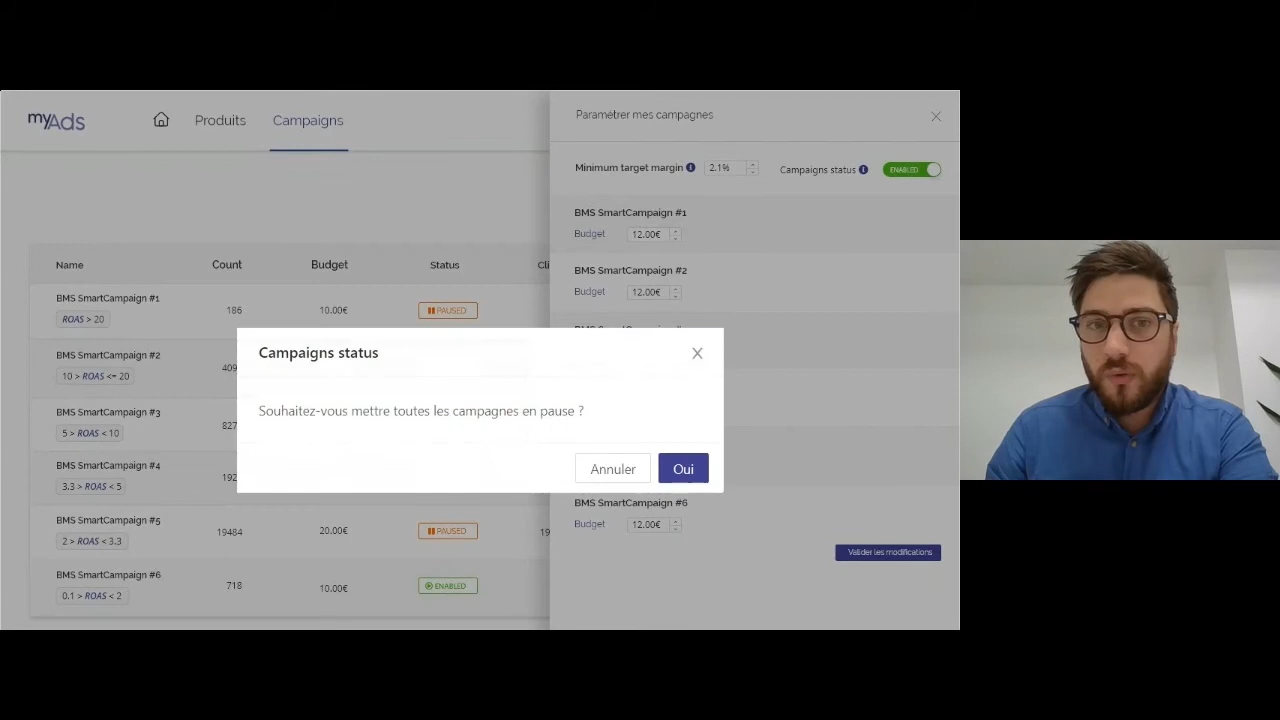 myAds
Produits
Campaigns
Paramétrer mes campagnes
Minimum target margin
2.1%
Campaigns status
ENABLED
BMS SmartCampaign #1
Budget
12.00€
BMS SmartCampaign #2
Budget
12.00€
Name
Count
Budget
Status
Cli
BMS SmartCampaign #1
ROAS > 20
186
10.00€
PAUSED
BMS SmartCampaign #2
10 > ROAS <= 20
409
BMS SmartCampaign #3
5 > ROAS < 10
827
BMS SmartCampaign #4
3.3 > ROAS < 5
192
BMS SmartCampaign #5
2 > ROAS < 3.3
19484
20.00€
PAUSED
19
BMS SmartCampaign #6
0.1 > ROAS < 2
718
10.00€
ENABLED
Campaigns status
Souhaitez-vous mettre toutes les campagnes en pause ?
Annuler
Oui
BMS SmartCampaign #6
Budget
12.00€
Valider les modifications